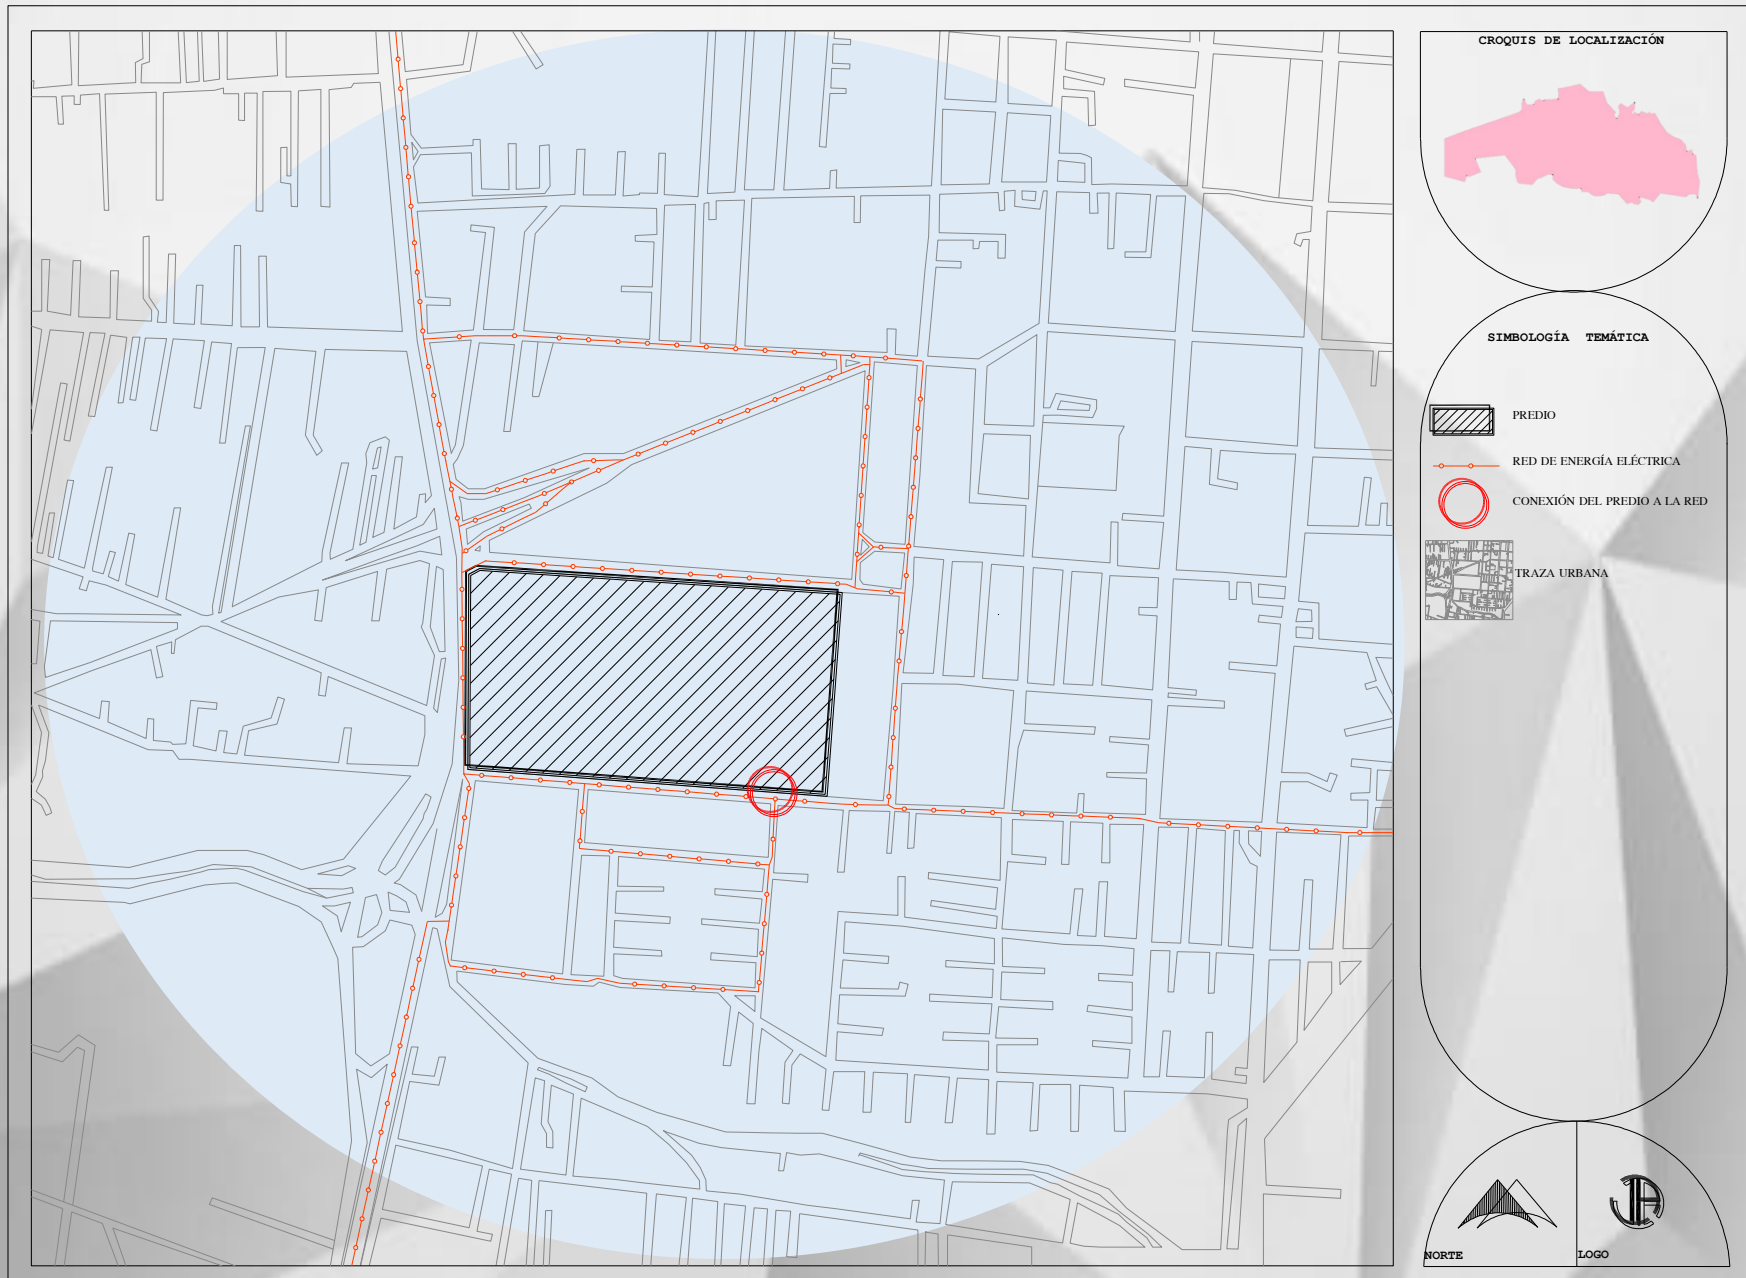 CROQUIS DE LOCALIZACIÓN
SIMBOLOGÍA TEMÁTICA
PREDIO
RED DE ENERGÍA ELÉCTRICA
CONEXIÓN DEL PREDIO A LA RED
TRAZA URBANA
NORTE
LOGO